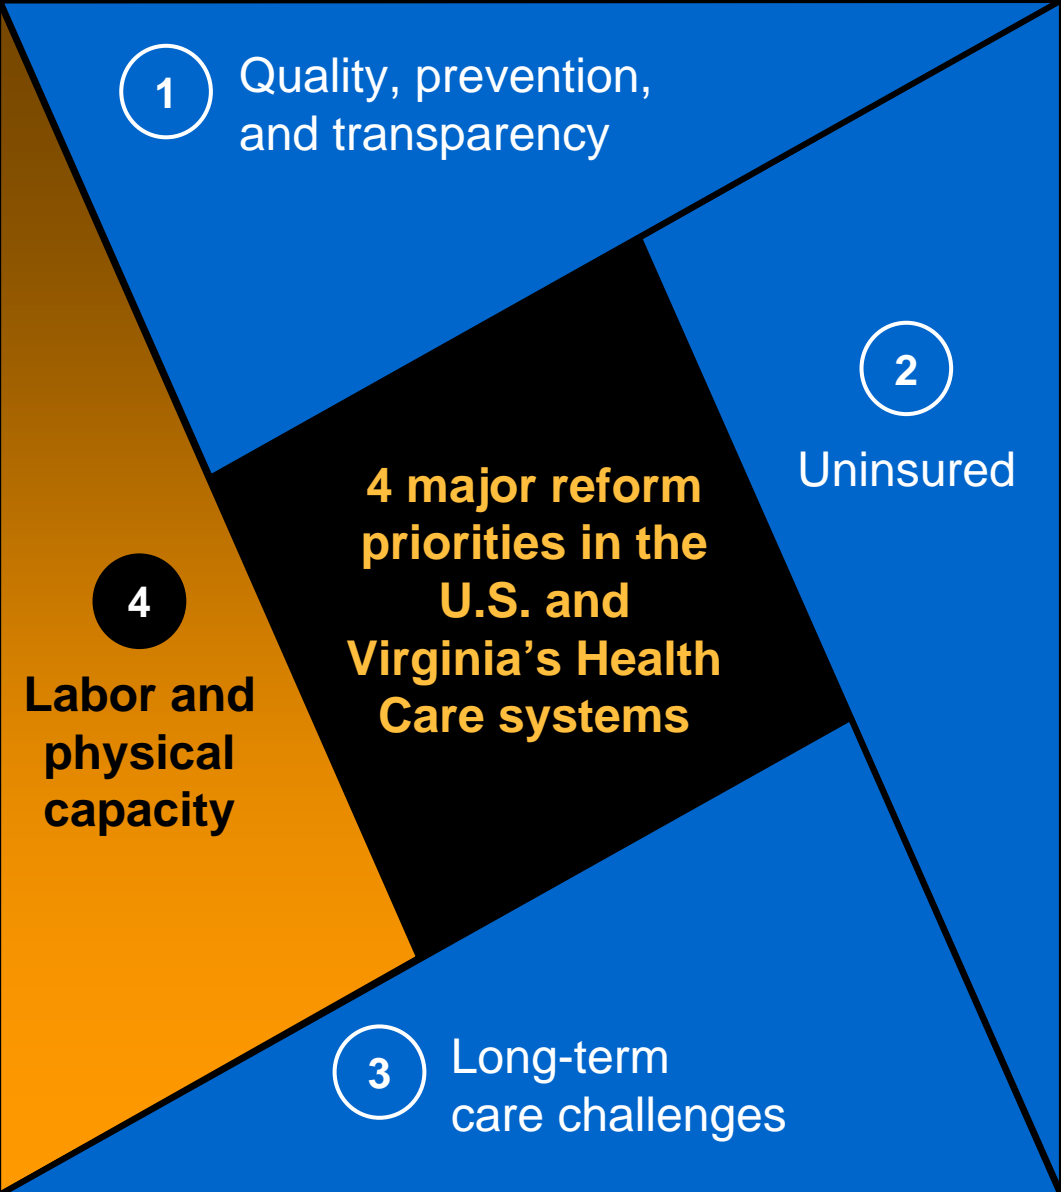 1
Quality, prevention,
and transparency
2
Uninsured
4 major reform
priorities in the
U.S. and
Virginia’s Health
Care systems
4
Labor and
physical
capacity
3
Long-term
care challenges